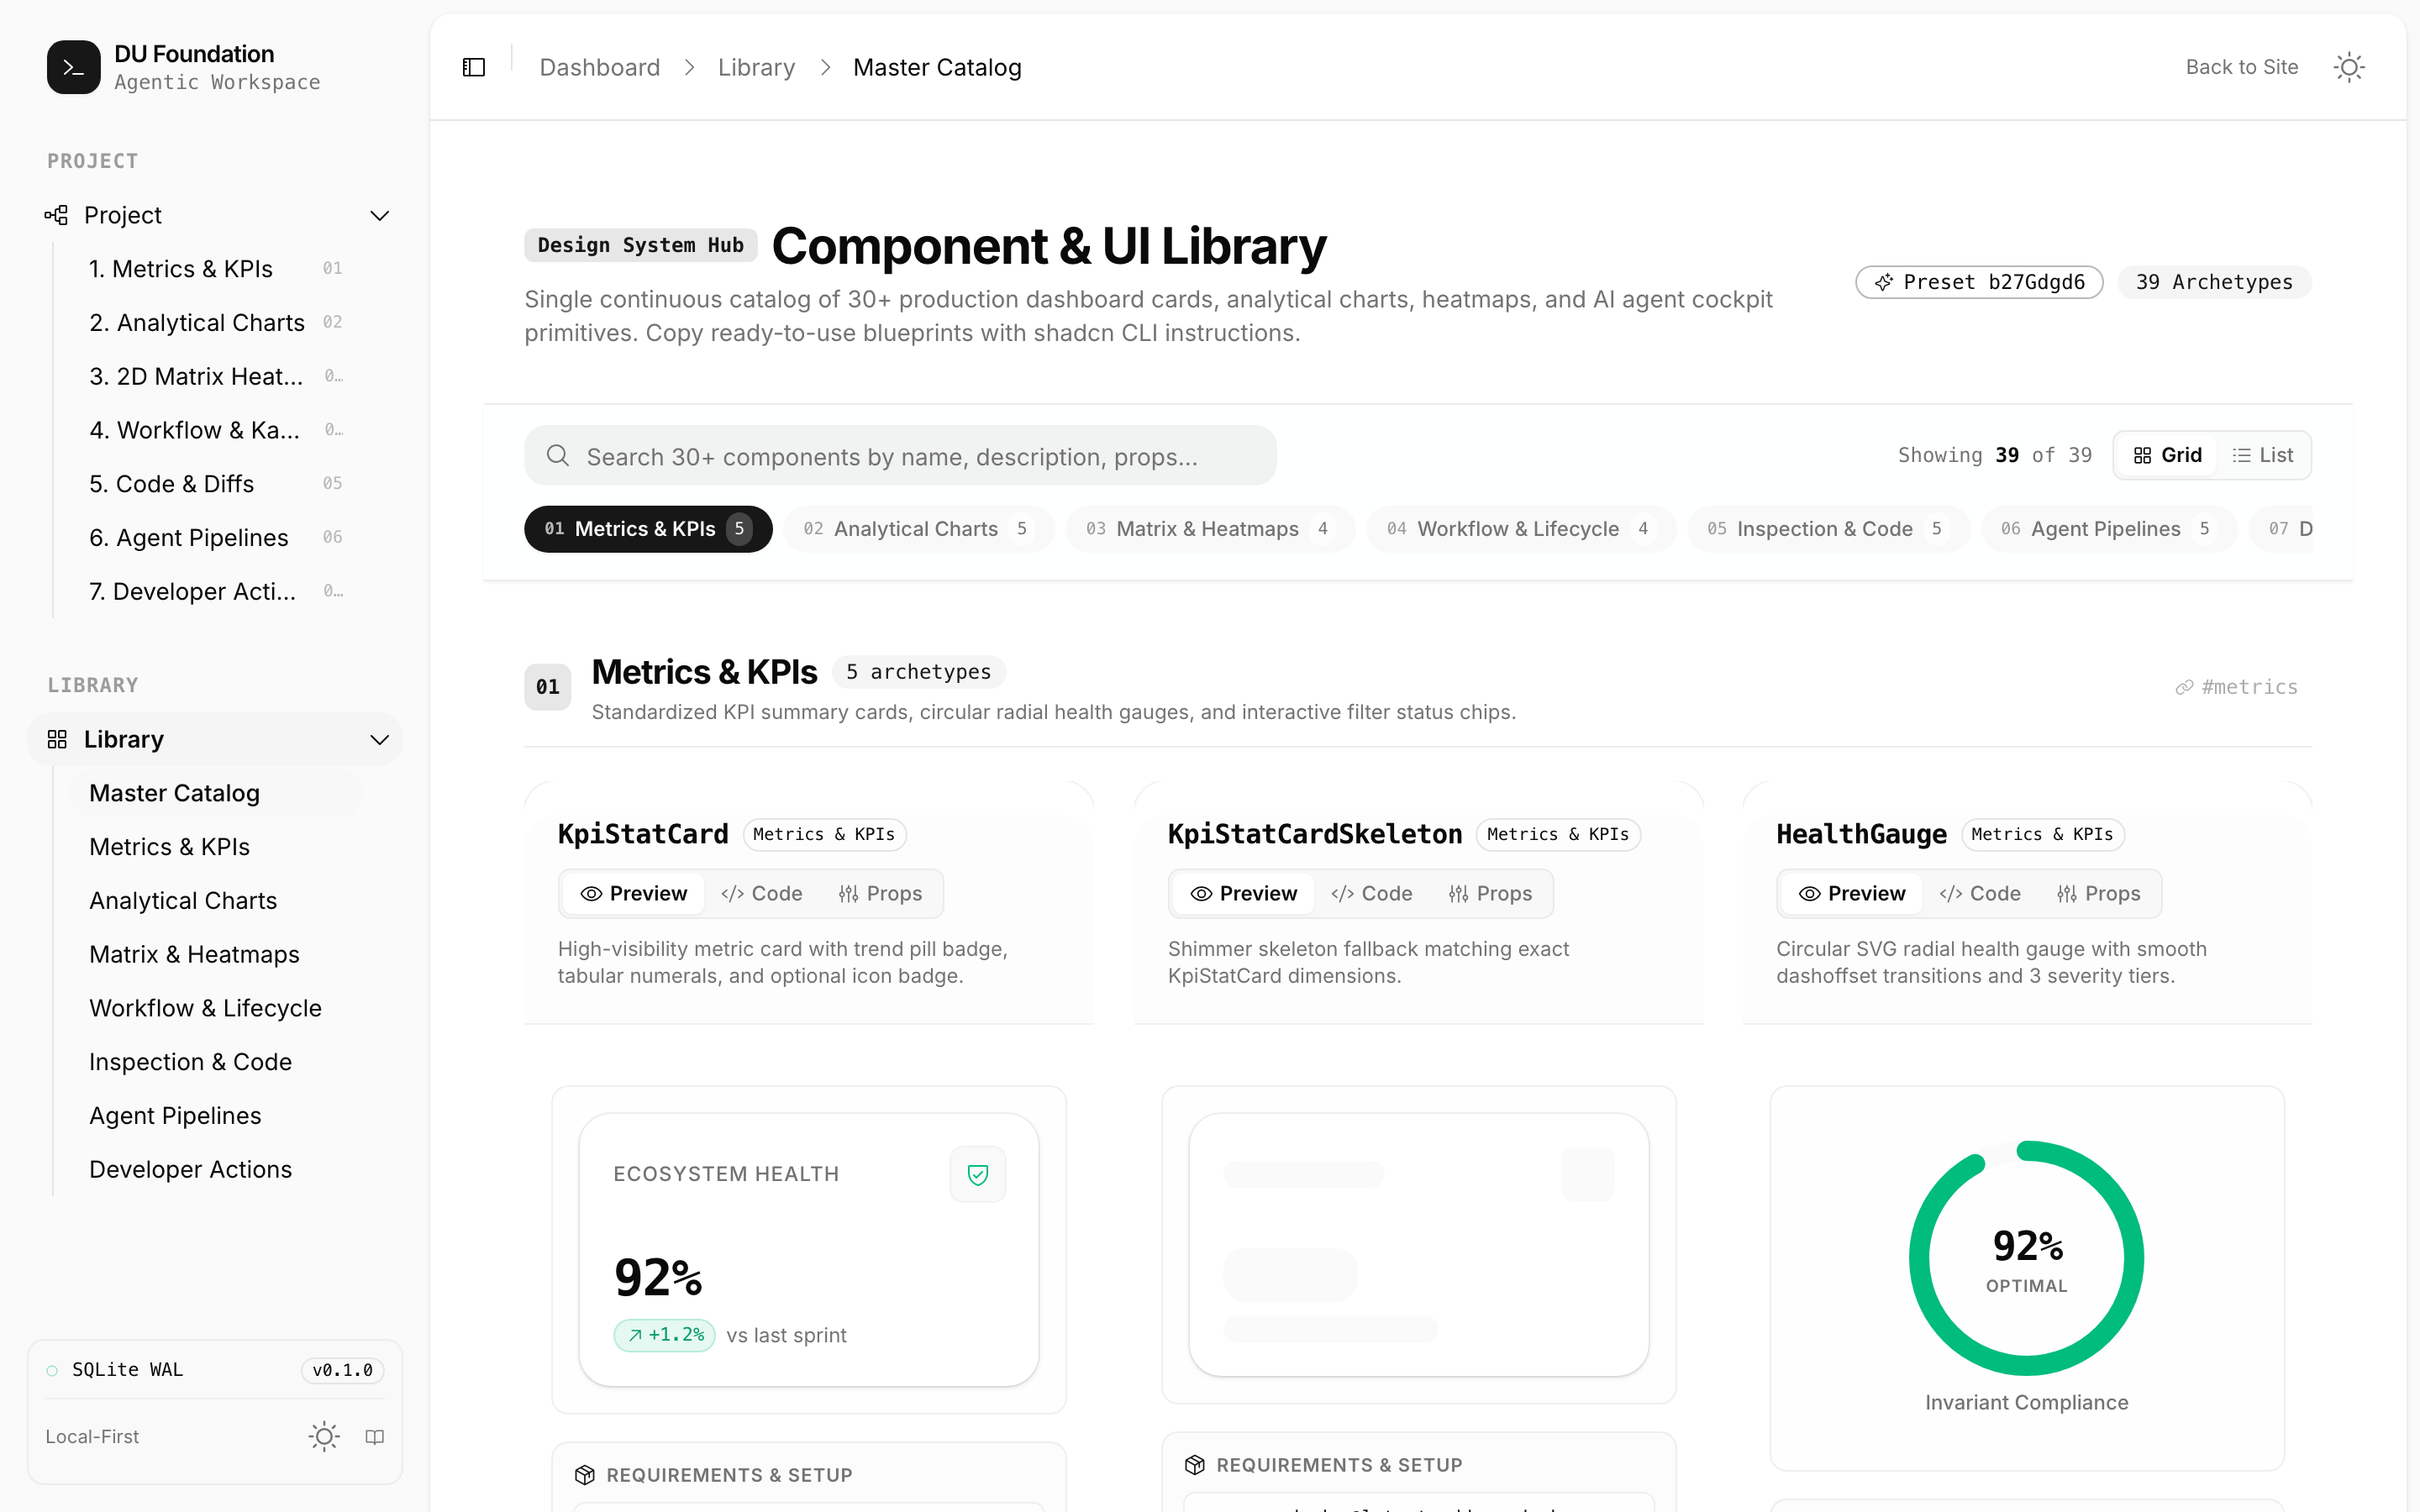 DU Foundation
Agentic Workspace
PROJECT
Project
1. Metrics & KPIs 01
2. Analytical Charts 02
3. 2D Matrix Heat... 0...
4. Workflow & Ka... 0...
5. Code & Diffs 05
6. Agent Pipelines 06
7. Developer Acti... 0...
LIBRARY
Library
Master Catalog
Metrics & KPIs
Analytical Charts
Matrix & Heatmaps
Workflow & Lifecycle
Inspection & Code
Agent Pipelines
Developer Actions
SQLite WAL v0.1.0
Local-First
Dashboard > Library > Master Catalog
Back to Site
Design System Hub Component & UI Library
Single continuous catalog of 30+ production dashboard cards, analytical charts, heatmaps, and AI agent cockpit
primitives. Copy ready-to-use blueprints with shadcn CLI instructions.
Preset b27Gdgd6 39 Archetypes
Search 30+ components by name, description, props...
Showing 39 of 39 Grid List
01 Metrics & KPIs 5 02 Analytical Charts 5 03 Matrix & Heatmaps 4 04 Workflow & Lifecycle 4 05 Inspection & Code 5 06 Agent Pipelines 5 07 D
01 Metrics & KPIs 5 archetypes
Standardized KPI summary cards, circular radial health gauges, and interactive filter status chips.
#metrics
KpiStatCard Metrics & KPIs
Preview Code Props
High-visibility metric card with trend pill badge,
tabular numerals, and optional icon badge.
ECOSYSTEM HEALTH
92%
+1.2% vs last sprint
REQUIREMENTS & SETUP
KpiStatCardSkeleton Metrics & KPIs
Preview Code Props
Shimmer skeleton fallback matching exact
KpiStatCard dimensions.
REQUIREMENTS & SETUP
HealthGauge Metrics & KPIs
Preview Code Props
Circular SVG radial health gauge with smooth
dashoffset transitions and 3 severity tiers.
92%
OPTIMAL
Invariant Compliance